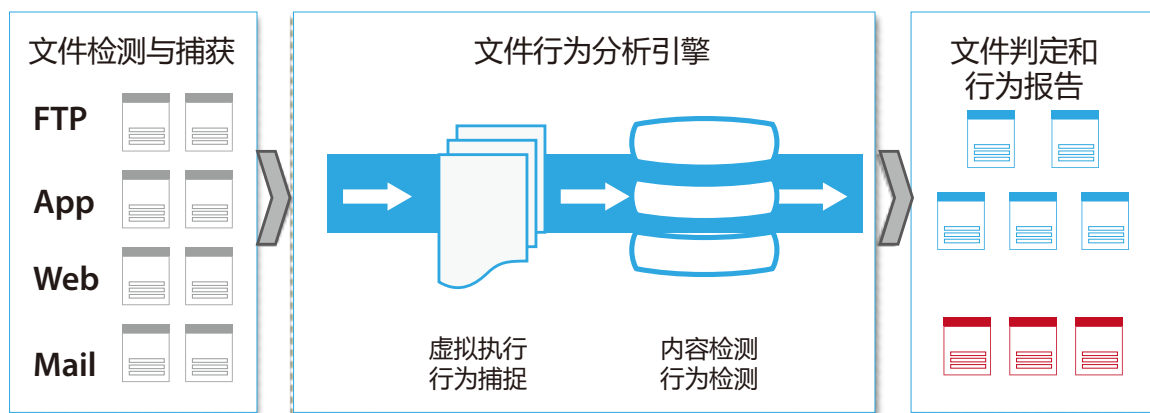 文件检测与捕获
FTP
App
Web
Mail
文件行为分析引擎
虚拟执行
行为捕捉
内容检测
行为检测
文件判定和
行为报告